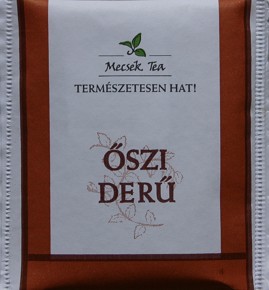 Mecsek Tea
TERMÉSZETESEN HAT!
ŐSZI
DERŰ